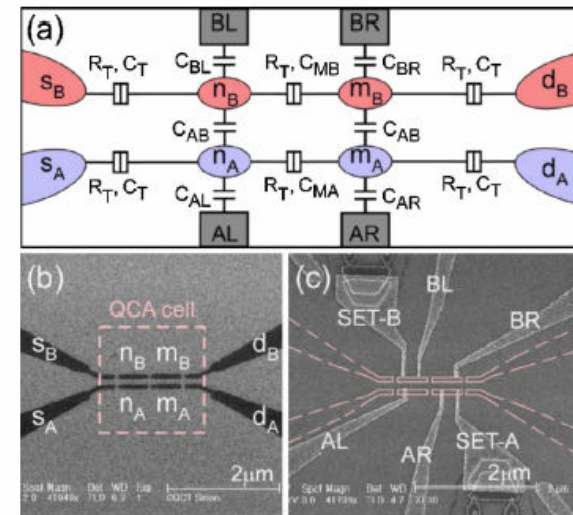 (a)
BL BR
C_BL C_BR
s_B R_T, C_T n_B R_T, C_MB m_B R_T, C_T d_B
C_AB C_AB
s_A R_T, C_T n_A R_T, C_MA m_A R_T, C_T d_A
C_AL C_AR
AL AR
(b)
QCA cell
s_B n_B m_B d_B
s_A n_A m_A d_A
2μm
(c)
BL
SET-B BR
AL SET-A
AR
2μm